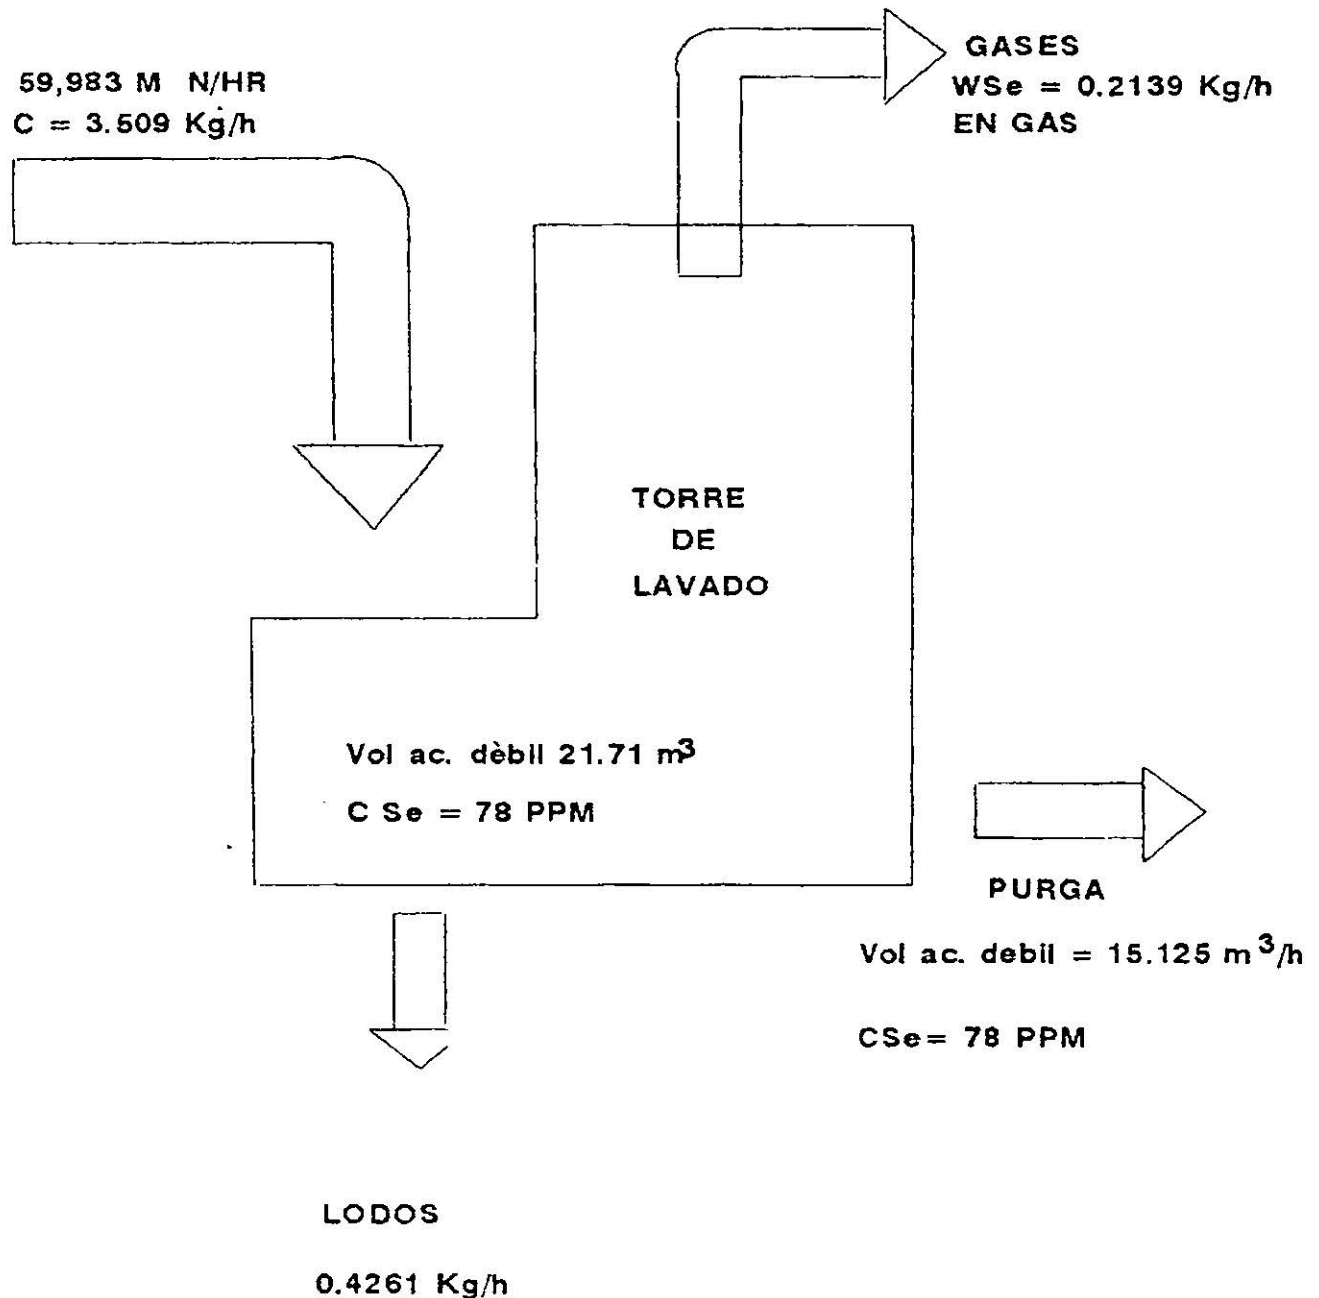 59,983 M N/HR
C = 3.509 Kg/h
GASES
WSe = 0.2139 Kg/h
EN GAS
TORRE
DE
LAVADO
Vol ac. dèbil 21.71 m³
C Se = 78 PPM
PURGA
Vol ac. debil = 15.125 m³/h
CSe= 78 PPM
LODOS
0.4261 Kg/h